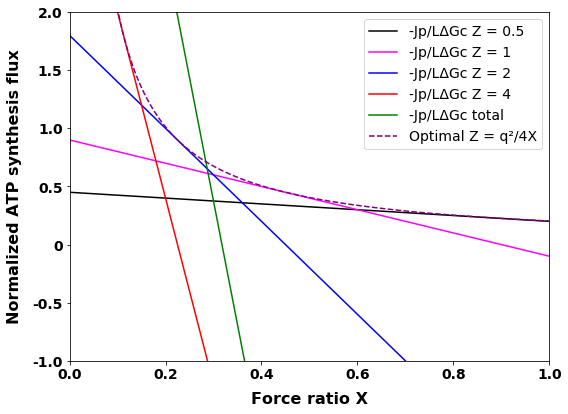 2.0
1.5
1.0
0.5
0
-0.5
-1.0
Normalized ATP synthesis flux
-Jp/LΔGc Z = 0.5
-Jp/LΔGc Z = 1
-Jp/LΔGc Z = 2
-Jp/LΔGc Z = 4
-Jp/LΔGc total
Optimal Z = q²/4X
0.0 0.2 0.4 0.6 0.8 1.0
Force ratio X